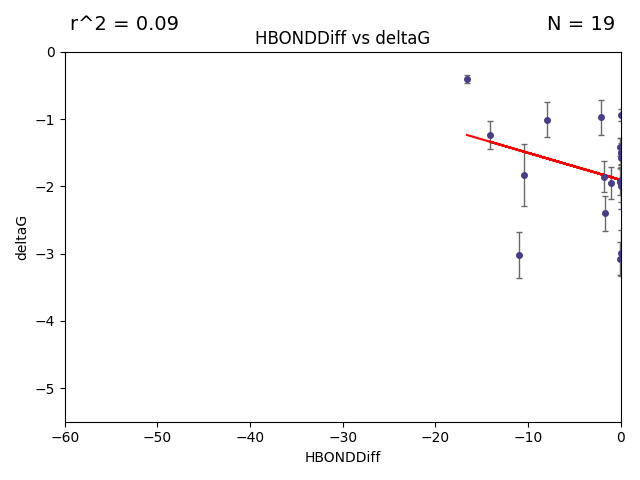 r^2 = 0.09
N = 19
HBONDDiff vs deltaG
0
−1
−2
−3
−4
−5
deltaG
−60
−50
−40
−30
−20
−10
0
HBONDDiff